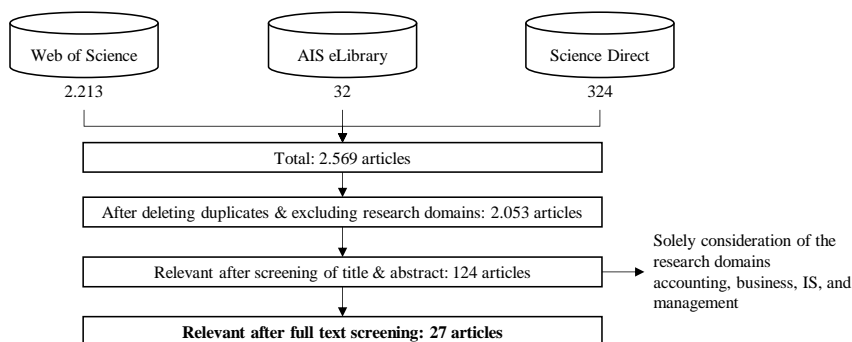 Web of Science
AIS eLibrary
Science Direct
2.213
32
324
Total: 2.569 articles
After deleting duplicates & excluding research domains: 2.053 articles
Relevant after screening of title & abstract: 124 articles
Solely consideration of the
research domains
accounting, business, IS, and
management
Relevant after full text screening: 27 articles